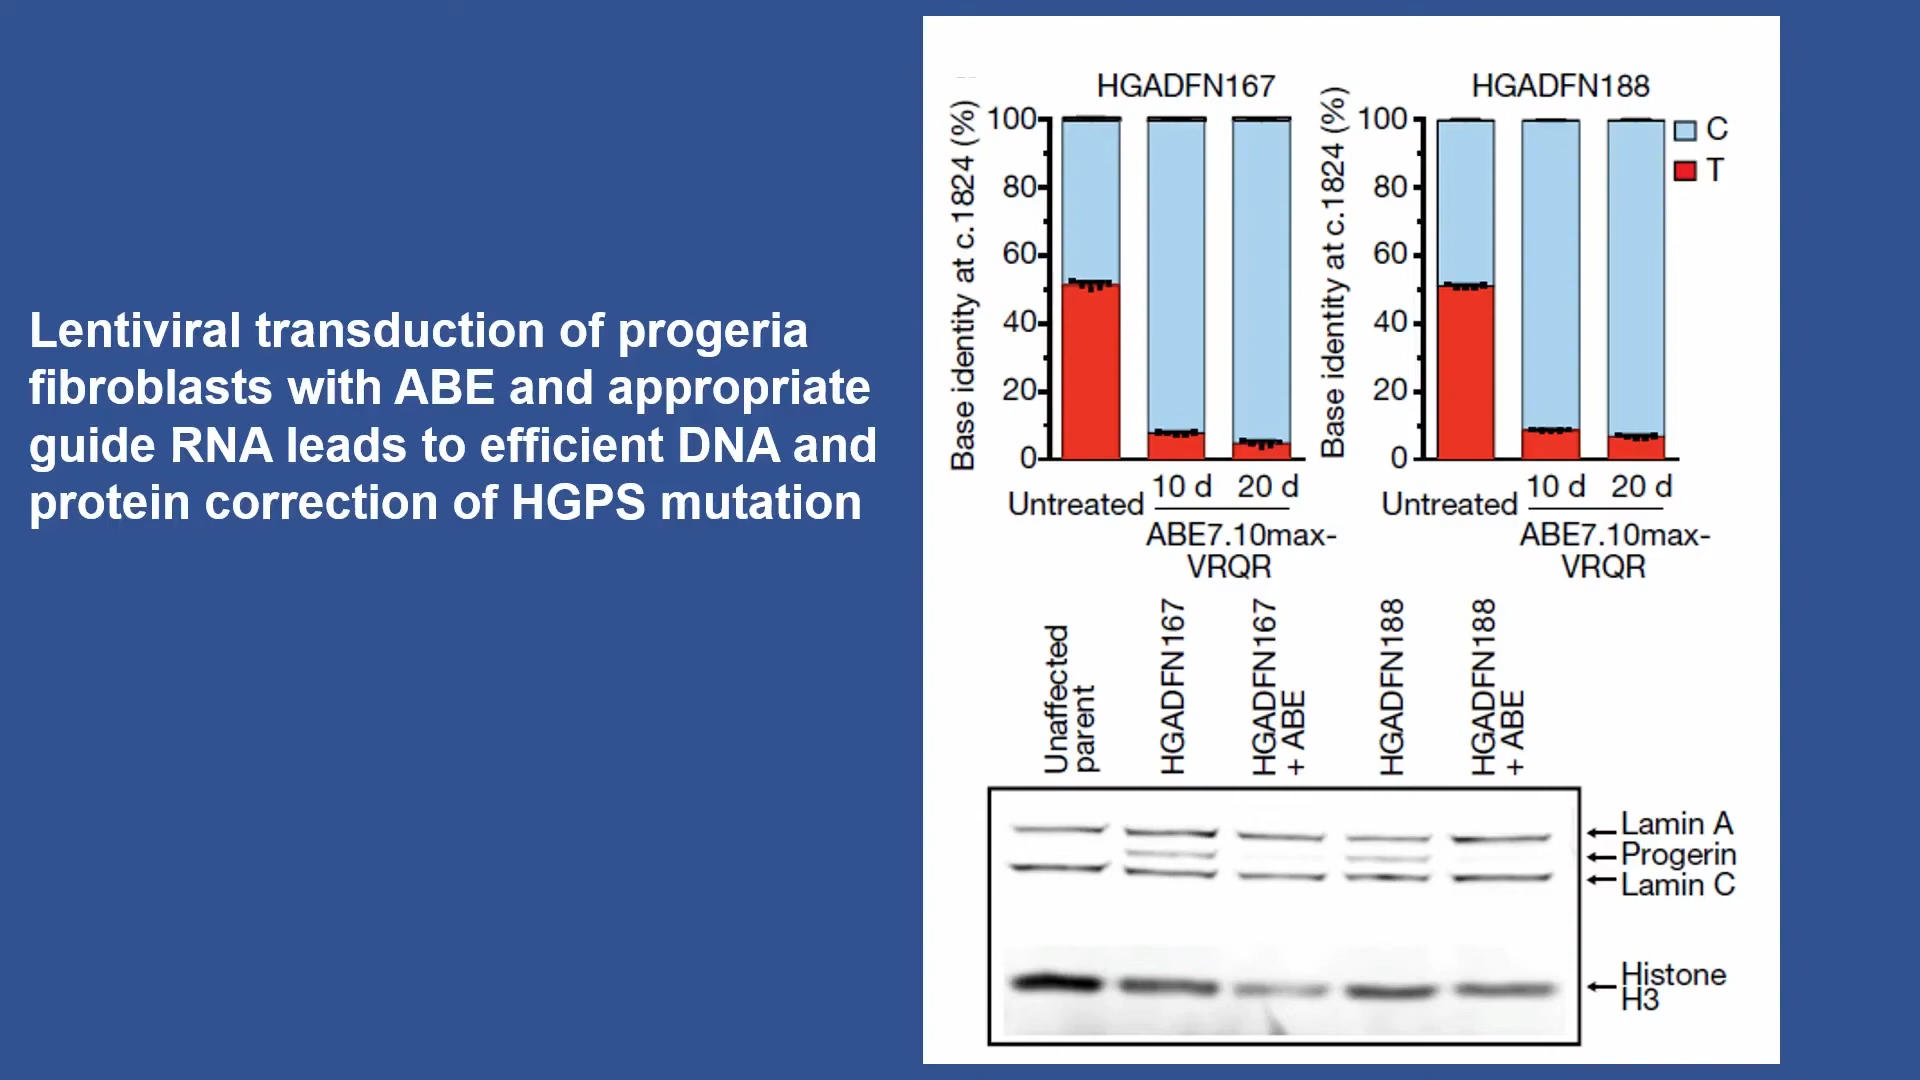 Lentiviral transduction of progeria
fibroblasts with ABE and appropriate
guide RNA leads to efficient DNA and
protein correction of HGPS mutation
HGADFN167
Base identity at c.1824 (%)
100
80
60
40
20
0
Untreated
10 d 20 d
ABE7.10max-
VRQR
HGADFN188
Base identity at c.1824 (%)
100
80
60
40
20
0
C
T
Untreated
10 d 20 d
ABE7.10max-
VRQR
Unaffected
parent
HGADFN167
HGADFN167
+ ABE
HGADFN188
HGADFN188
+ ABE
Lamin A
Progerin
Lamin C
Histone
H3